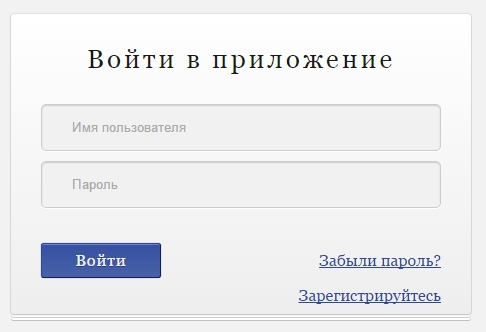 Войти в приложение
Имя пользователя
Пароль
Войти
Забыли пароль?
Зарегистрируйтесь